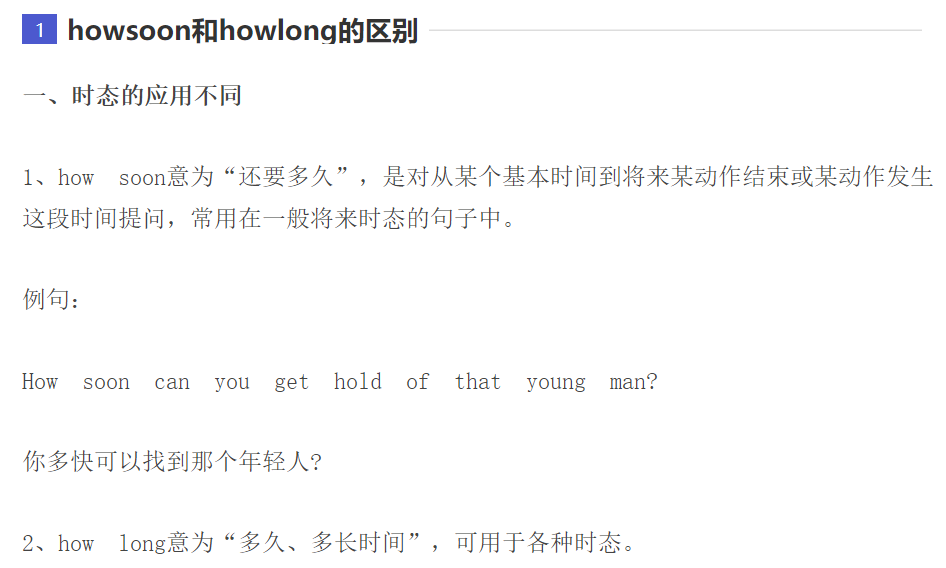 1 howsoon和howlong的区别
一、时态的应用不同
1、how soon意为“还要多久”，是对从某个基本时间到将来某动作结束或某动作发生
这段时间提问，常用在一般将来时态的句子中。
例句：
How soon can you get hold of that young man?
你多快可以找到那个年轻人?
2、how long意为“多久、多长时间”，可用于各种时态。